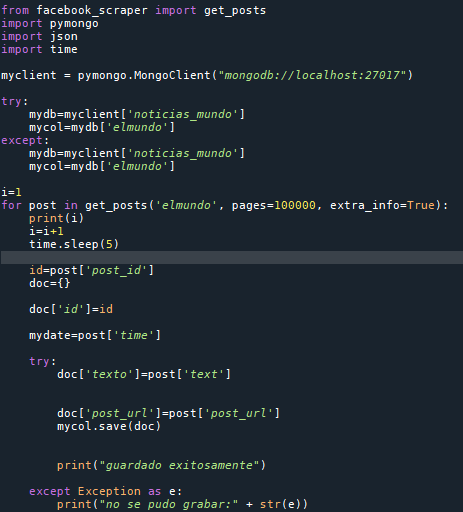 from facebook_scraper import get_posts
import pymongo
import json
import time
myclient = pymongo.MongoClient("mongodb://localhost:27017")
try:
    mydb=myclient['noticias_mundo']
    mycol=mydb['elmundo']
except:
    mydb=myclient['noticias_mundo']
    mycol=mydb['elmundo']
i=1
for post in get_posts('elmundo', pages=100000, extra_info=True):
    print(i)
    i=i+1
    time.sleep(5)
    id=post['post_id']
    doc={}
    doc['id']=id
    mydate=post['time']
    try:
        doc['texto']=post['text']
        doc['post_url']=post['post_url']
        mycol.save(doc)
        print("guardado exitosamente")
    except Exception as e:
        print("no se pudo grabar:" + str(e))